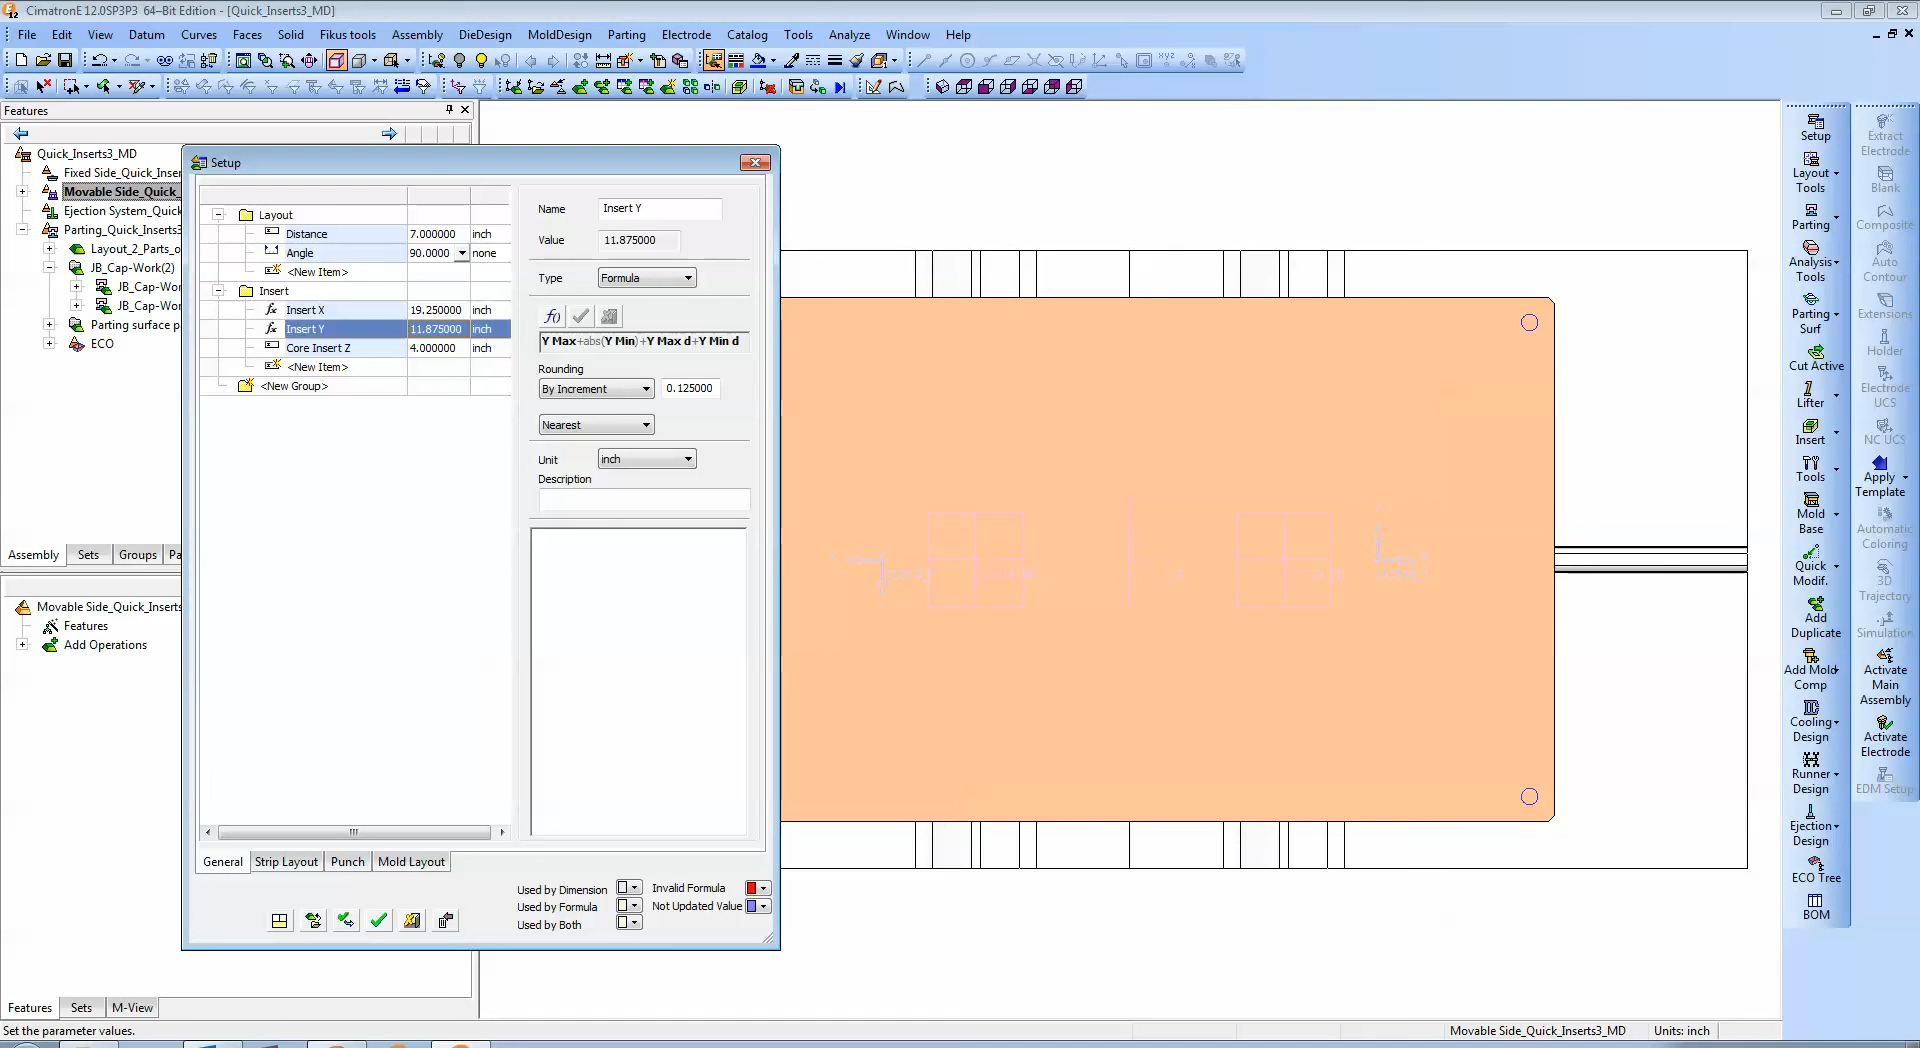 CimatronE 12.0SP3P3 64–Bit Edition - [Quick_Inserts3_MD]
File Edit View Datum Curves Faces Solid Fikus tools Assembly DieDesign MoldDesign Parting Electrode Catalog Tools Analyze Window Help
Features
Quick_Inserts3_MD
Fixed Side_Quick_Inser
Movable Side_Quick_
Ejection System_Quick
Parting_Quick_Inserts3
Layout_2_Parts_o
JB_Cap-Work(2)
JB_Cap-Wor
JB_Cap-Wor
Parting surface p
ECO
Assembly Sets Groups Pa
Movable Side_Quick_Inserts
Features
Add Operations
Features Sets M-View
Set the parameter values.
Setup
Layout
Distance 7.000000 inch
Angle 90.0000 none
<New Item>
Insert
Insert X 19.250000 inch
Insert Y 11.875000 inch
Core Insert Z 4.000000 inch
<New Item>
<New Group>
Name Insert Y
Value 11.875000
Type Formula
f()
Y Max+abs(Y Min)+Y Max d+Y Min d
Rounding
By Increment 0.125000
Nearest
Unit inch
Description
General Strip Layout Punch Mold Layout
Used by Dimension Invalid Formula
Used by Formula Not Updated Value
Used by Both
Setup
Layout Tools
Parting
Analysis Tools
Parting Surf
Cut Active
Lifter
Insert
Tools
Mold Base
Quick Modif.
Add Duplicate
Add Mold Comp
Cooling Design
Runner Design
Ejection Design
ECO Tree
BOM
Extract Electrode
Blank
Composite
Auto Contour
Extensions
Holder
Electrode UCS
NC UCS
Apply Template
Automatic Coloring
3D Trajectory
Simulation
Activate Main Assembly
Activate Electrode
EDM Setup
Movable Side_Quick_Inserts3_MD Units: inch